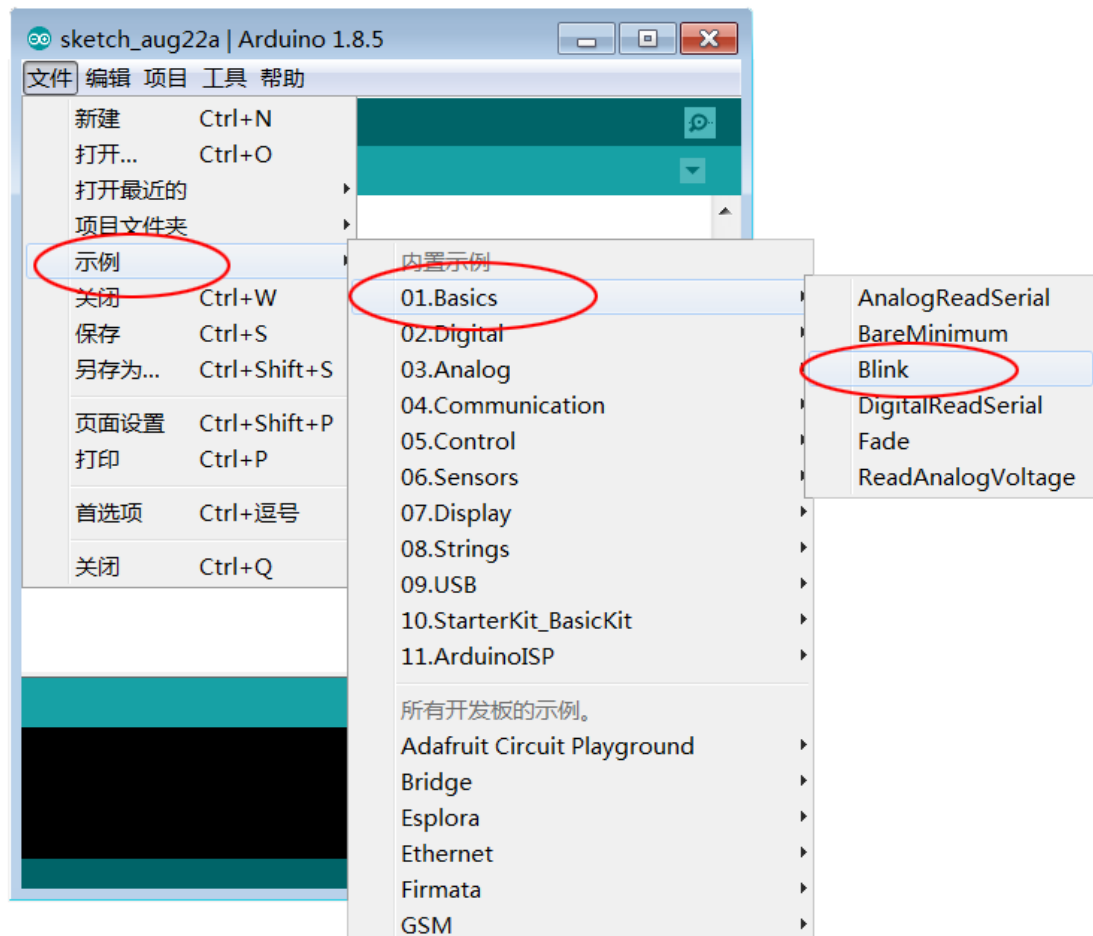 sketch_aug22a | Arduino 1.8.5
文件 编辑 项目 工具 帮助
新建 Ctrl+N
打开... Ctrl+O
打开最近的
项目文件夹
示例
关闭 Ctrl+W
保存 Ctrl+S
另存为... Ctrl+Shift+S
页面设置 Ctrl+Shift+P
打印 Ctrl+P
首选项 Ctrl+逗号
关闭 Ctrl+Q
内置示例
01.Basics
02.Digital
03.Analog
04.Communication
05.Control
06.Sensors
07.Display
08.Strings
09.USB
10.StarterKit_BasicKit
11.ArduinoISP
所有开发板的示例。
Adafruit Circuit Playground
Bridge
Esplora
Ethernet
Firmata
GSM
AnalogReadSerial
BareMinimum
Blink
DigitalReadSerial
Fade
ReadAnalogVoltage